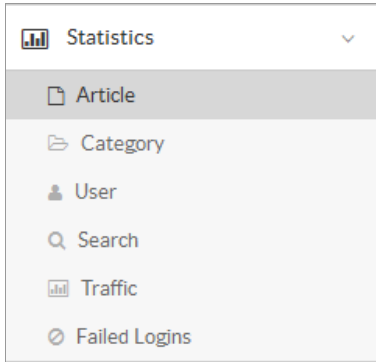 Statistics
Article
Category
User
Search
Traffic
Failed Logins